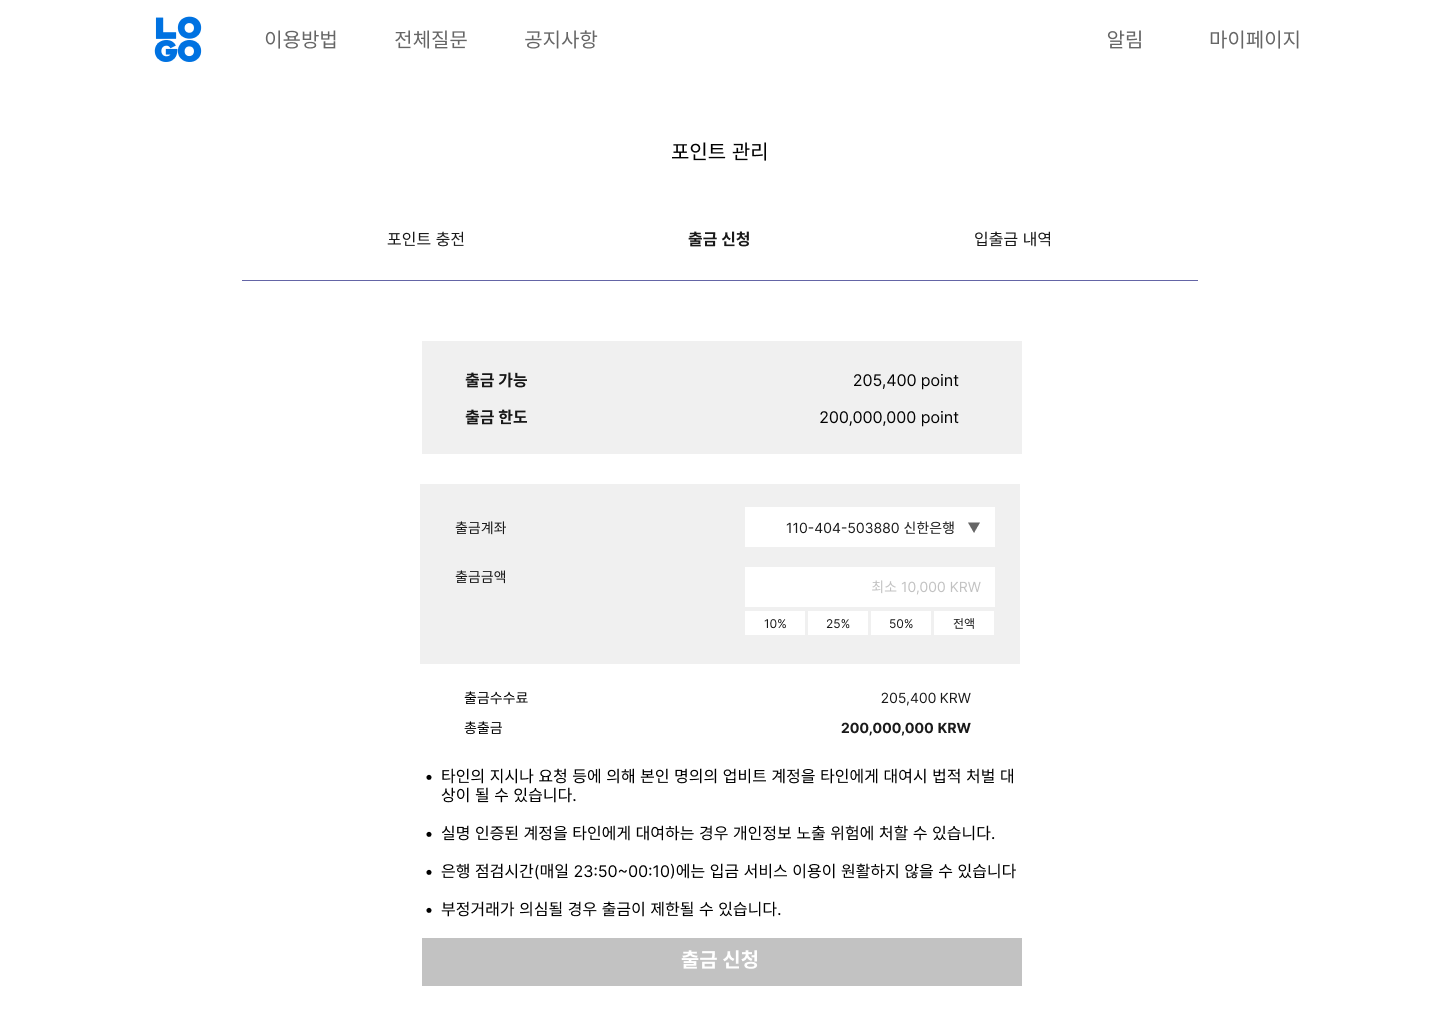 LO
GO
이용방법 전체질문 공지사항 알림 마이페이지
포인트 관리
포인트 충전 출금 신청 입출금 내역
출금 가능 205,400 point
출금 한도 200,000,000 point
출금계좌 110-404-503880 신한은행 ▼
출금금액 최소 10,000 KRW
10% 25% 50% 전액
출금수수료 205,400 KRW
총출금 200,000,000 KRW
• 타인의 지시나 요청 등에 의해 본인 명의의 업비트 계정을 타인에게 대여시 법적 처벌 대
상이 될 수 있습니다.
• 실명 인증된 계정을 타인에게 대여하는 경우 개인정보 노출 위험에 처할 수 있습니다.
• 은행 점검시간(매일 23:50~00:10)에는 입금 서비스 이용이 원활하지 않을 수 있습니다
• 부정거래가 의심될 경우 출금이 제한될 수 있습니다.
출금 신청